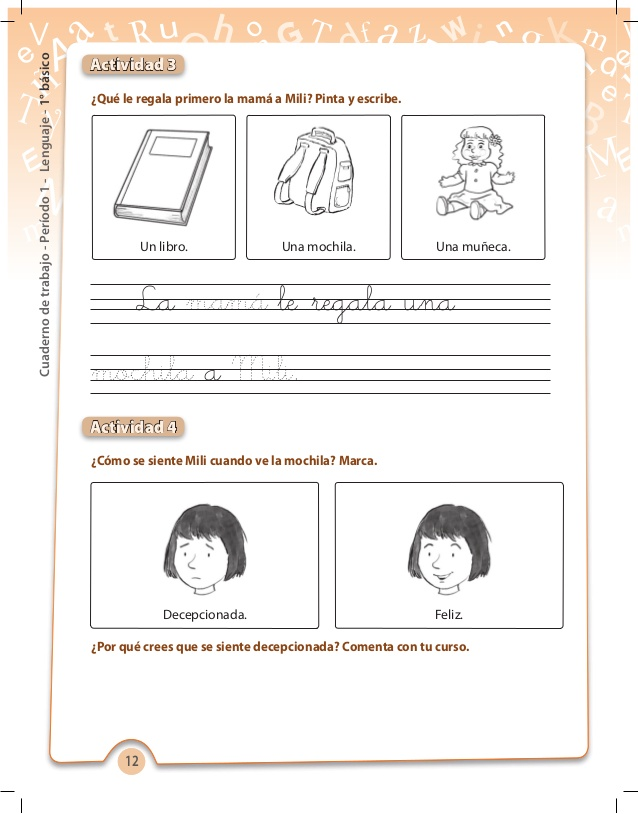 Cuaderno de trabajo - Período 1 - Lenguaje - 1° básico
Actividad 3
¿Qué le regala primero la mamá a Mili? Pinta y escribe.
Un libro.
Una mochila.
Una muñeca.
La mamá le regala una
mochila a Mili.
Actividad 4
¿Cómo se siente Mili cuando ve la mochila? Marca.
Decepcionada.
Feliz.
¿Por qué crees que se siente decepcionada? Comenta con tu curso.
12